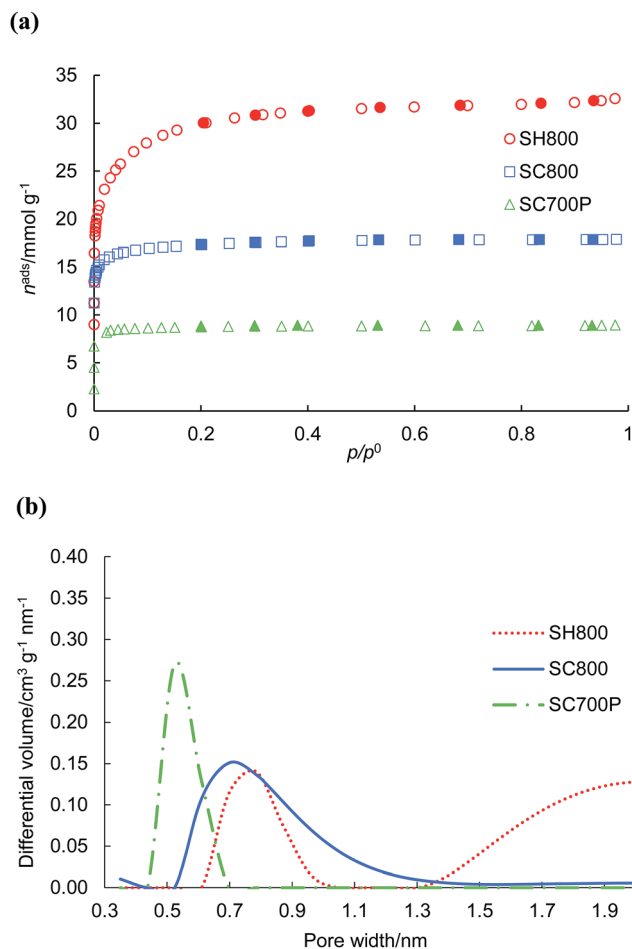 (a)
35
30
25
20
15
10
5
0
n^ads/mmol g⁻¹
SH800
SC800
SC700P
0 0.2 0.4 0.6 0.8 1
p/p⁰
(b)
0.40
0.35
0.30
0.25
0.20
0.15
0.10
0.05
0.00
Differential volume/cm³ g⁻¹ nm⁻¹
SH800
SC800
SC700P
0.3 0.5 0.7 0.9 1.1 1.3 1.5 1.7 1.9
Pore width/nm